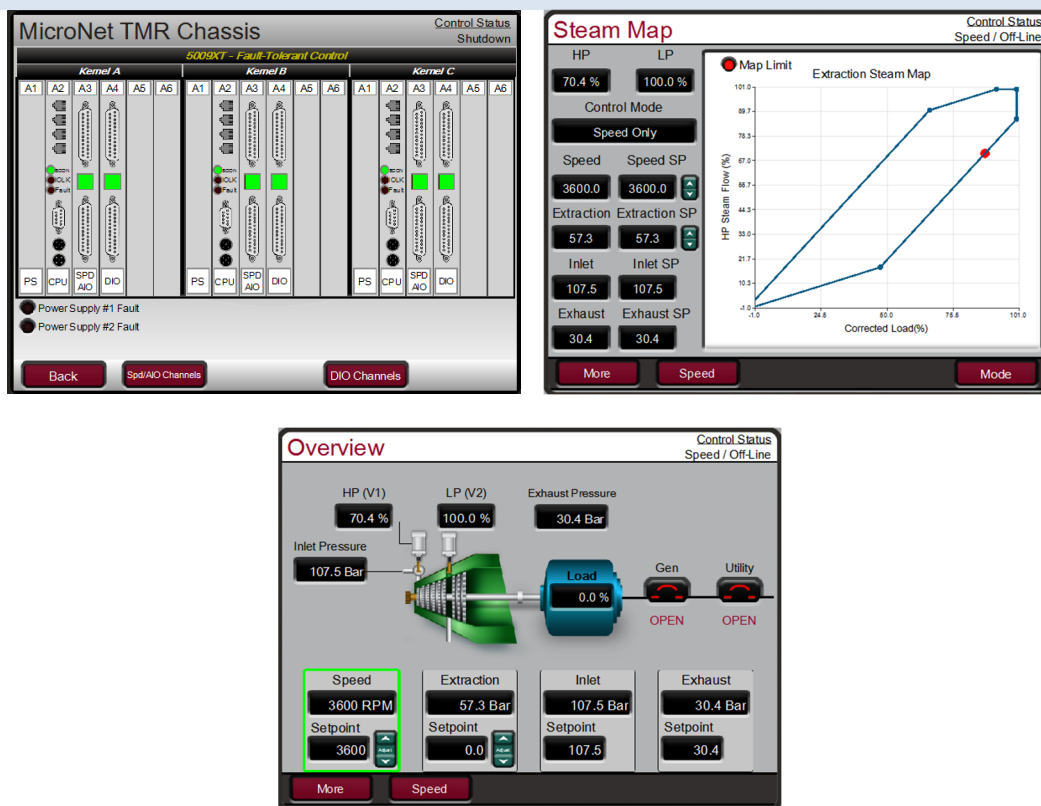 MicroNet TMR Chassis
Control Status
Shutdown
5009XT - Fault-Tolerant Control
Kernel A Kernel B Kernel C
A1 A2 A3 A4 A5 A6 A1 A2 A3 A4 A5 A6 A1 A2 A3 A4 A5 A6
Fault Fault Fault
PS CPU SPD AIO DIO PS CPU SPD AIO DIO PS CPU SPD AIO DIO
Power Supply #1 Fault
Power Supply #2 Fault
Back Spd/AIO Channels DIO Channels
Steam Map
Control Status
Speed / Off-Line
HP LP
70.4 % 100.0 %
Control Mode
Speed Only
Speed Speed SP
3600.0 3600.0
Extraction Extraction SP
57.3 57.3
Inlet Inlet SP
107.5 107.5
Exhaust Exhaust SP
30.4 30.4
Map Limit
Extraction Steam Map
HP Steam Flow (%)
101.0
89.7
78.3
67.0
44.3
33.0
21.7
10.3
-1.0
-1.0 24.6 76.6 101.0
Corrected Load(%)
More Speed Mode
Overview
Control Status
Speed / Off-Line
HP (V1) LP (V2) Exhaust Pressure
70.4 % 100.0 % 30.4 Bar
Inlet Pressure
107.5 Bar
Load
0.0 %
Gen Utility
OPEN OPEN
Speed Extraction Inlet Exhaust
3600 RPM 57.3 Bar 107.5 Bar 30.4 Bar
Setpoint Setpoint Setpoint Setpoint
3600 Adjust 0.0 Adjust 107.5 30.4
More Speed